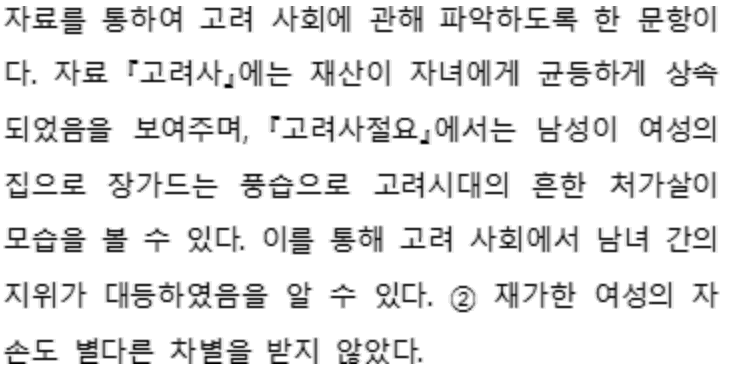 자료를 통하여 고려 사회에 관해 파악하도록 한 문항이
다. 자료 『고려사』에는 재산이 자녀에게 균등하게 상속
되었음을 보여주며, 『고려사절요』에서는 남성이 여성의
집으로 장가드는 풍습으로 고려시대의 흔한 처가살이
모습을 볼 수 있다. 이를 통해 고려 사회에서 남녀 간의
지위가 대등하였음을 알 수 있다. ② 재가한 여성의 자
손도 별다른 차별을 받지 않았다.